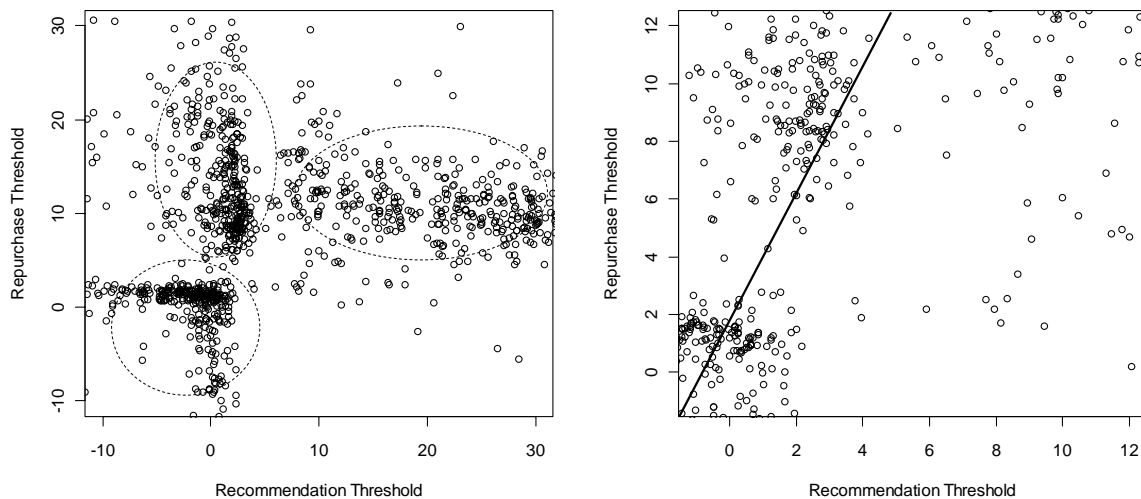 30
20
10
0
-10
Repurchase Threshold
-10 0 10 20 30
Recommendation Threshold
12
10
8
6
4
2
0
Repurchase Threshold
0 2 4 6 8 10 12
Recommendation Threshold